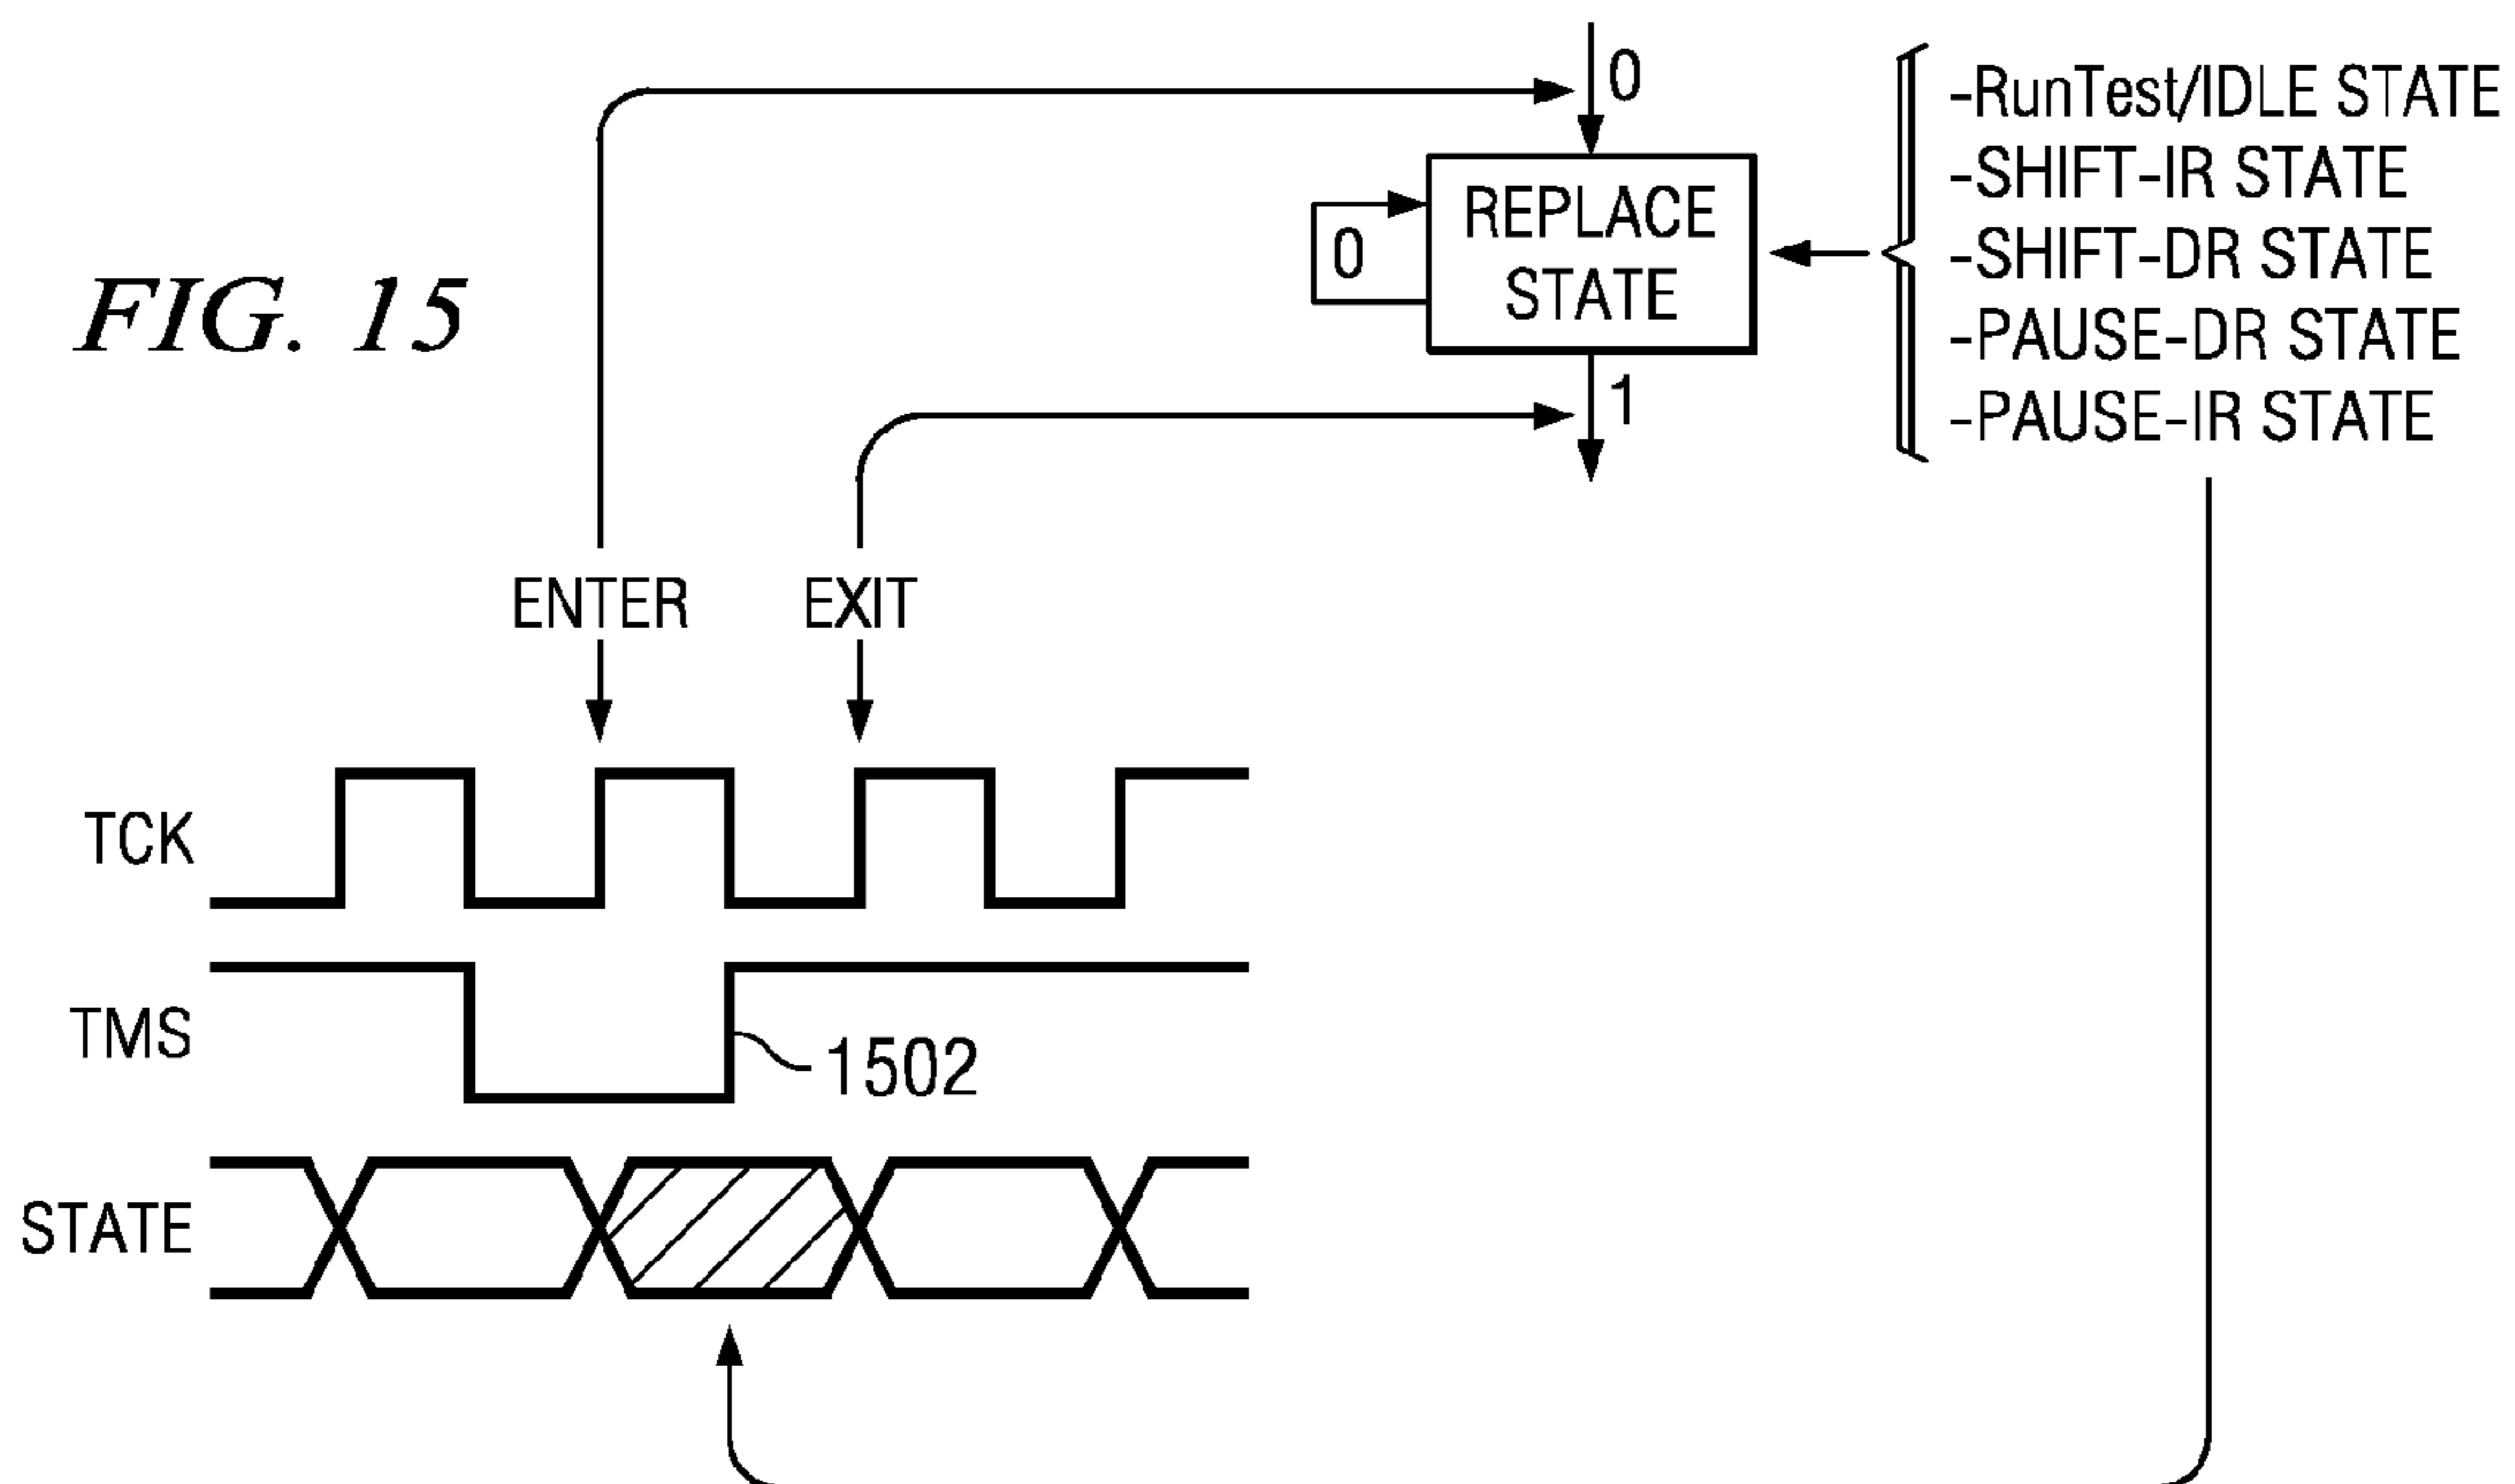 FIG. 15
0
REPLACE
STATE
0
1
-RunTest/IDLE STATE
-SHIFT-IR STATE
-SHIFT-DR STATE
-PAUSE-DR STATE
-PAUSE-IR STATE
ENTER
EXIT
TCK
TMS
1502
STATE